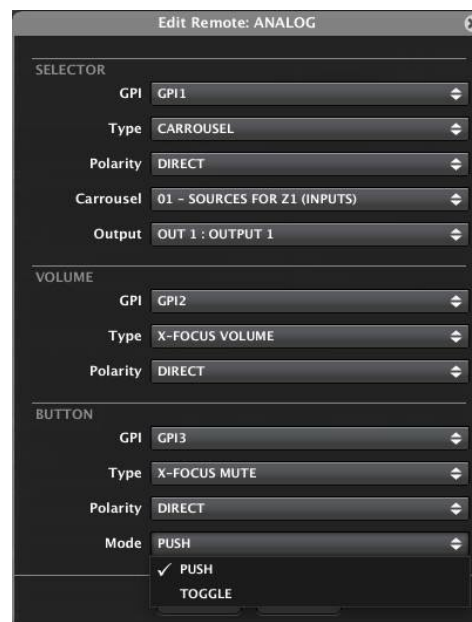 Edit Remote: ANALOG
SELECTOR
GPI GPI1
Type CARROUSEL
Polarity DIRECT
Carrousel 01 - SOURCES FOR Z1 (INPUTS)
Output OUT 1 : OUTPUT 1
VOLUME
GPI GPI2
Type X-FOCUS VOLUME
Polarity DIRECT
BUTTON
GPI GPI3
Type X-FOCUS MUTE
Polarity DIRECT
Mode PUSH
✓ PUSH
TOGGLE